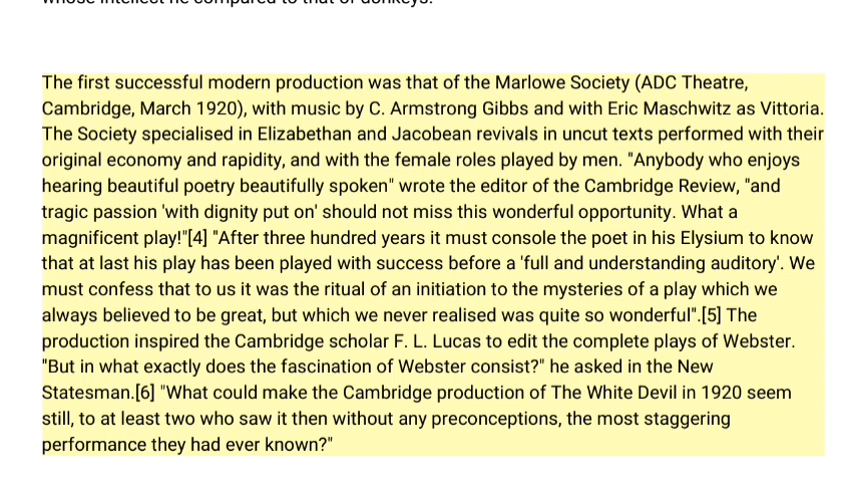 whose intellect he compared to that of donkeys.
The first successful modern production was that of the Marlowe Society (ADC Theatre,
Cambridge, March 1920), with music by C. Armstrong Gibbs and with Eric Maschwitz as Vittoria.
The Society specialised in Elizabethan and Jacobean revivals in uncut texts performed with their
original economy and rapidity, and with the female roles played by men. "Anybody who enjoys
hearing beautiful poetry beautifully spoken" wrote the editor of the Cambridge Review, "and
tragic passion 'with dignity put on' should not miss this wonderful opportunity. What a
magnificent play!"[4] "After three hundred years it must console the poet in his Elysium to know
that at last his play has been played with success before a 'full and understanding auditory'. We
must confess that to us it was the ritual of an initiation to the mysteries of a play which we
always believed to be great, but which we never realised was quite so wonderful".[5] The
production inspired the Cambridge scholar F. L. Lucas to edit the complete plays of Webster.
"But in what exactly does the fascination of Webster consist?" he asked in the New
Statesman.[6] "What could make the Cambridge production of The White Devil in 1920 seem
still, to at least two who saw it then without any preconceptions, the most staggering
performance they had ever known?"